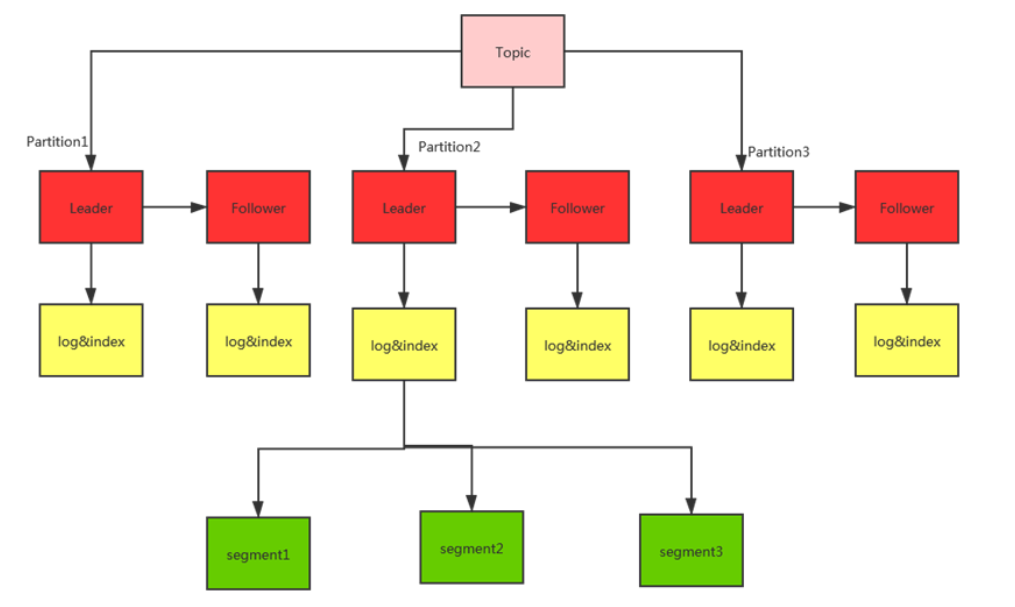 Topic
Partition1
Partition2
Partition3
Leader
Follower
Leader
Follower
Leader
Follower
log&index
log&index
log&index
log&index
log&index
log&index
segment1
segment2
segment3